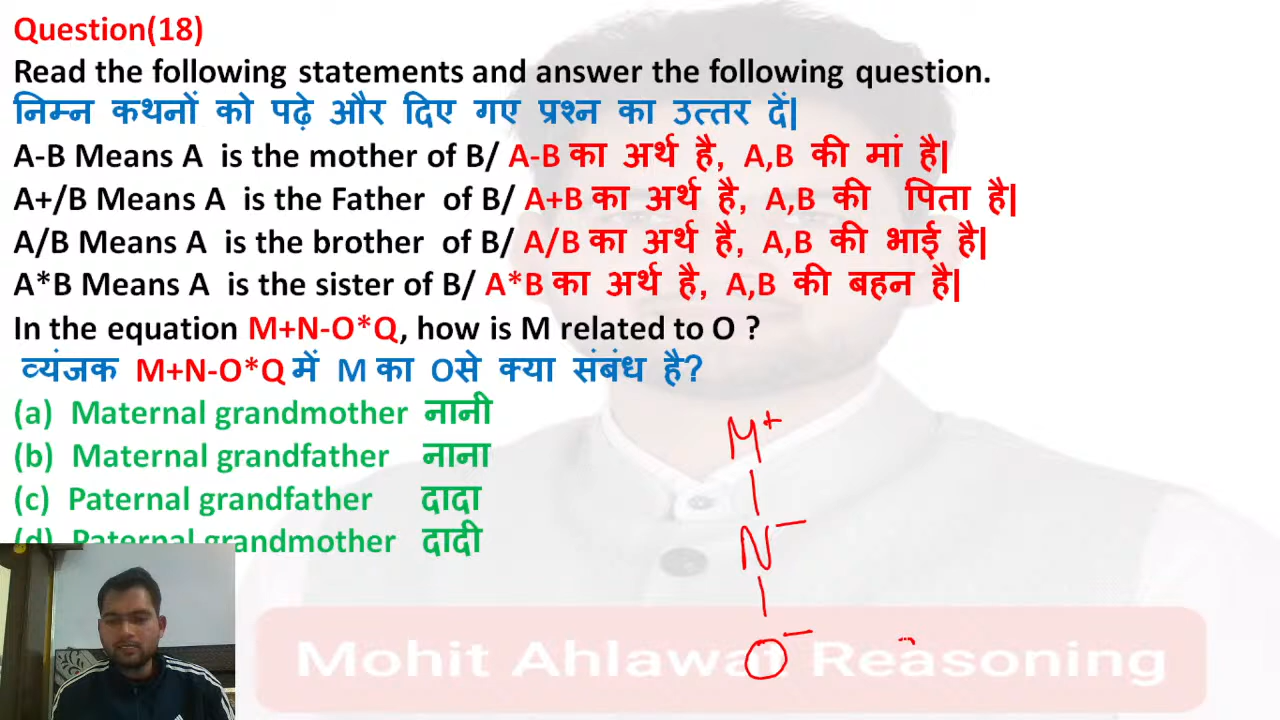 Question(18)
Read the following statements and answer the following question.
निम्न कथनों को पढ़े और दिए गए प्रश्न का उत्तर दें|
A-B Means A is the mother of B/ A-B का अर्थ है, A,B की मां है|
A+/B Means A is the Father of B/ A+B का अर्थ है, A,B की पिता है|
A/B Means A is the brother of B/ A/B का अर्थ है, A,B की भाई है|
A*B Means A is the sister of B/ A*B का अर्थ है, A,B की बहन है|
In the equation M+N-O*Q, how is M related to O ?
व्यंजक M+N-O*Q में M का Oसे क्या संबंध है?
(a) Maternal grandmother नानी
(b) Maternal grandfather नाना
(c) Paternal grandfather दादा
(d) Paternal grandmother दादी
M+
N-
O-
Mohit Ahlawat Reasoning